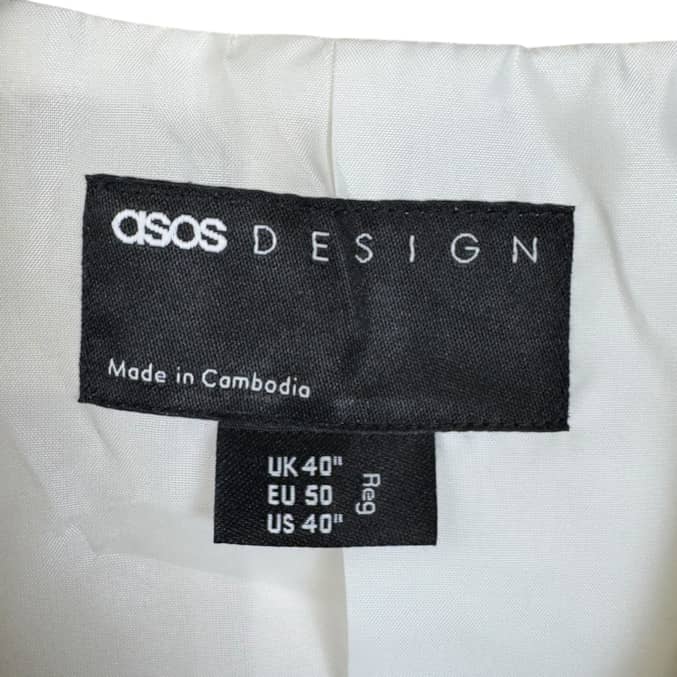 asos DESIGN
Made in Cambodia
UK 40"
EU 50
US 40"
Reg